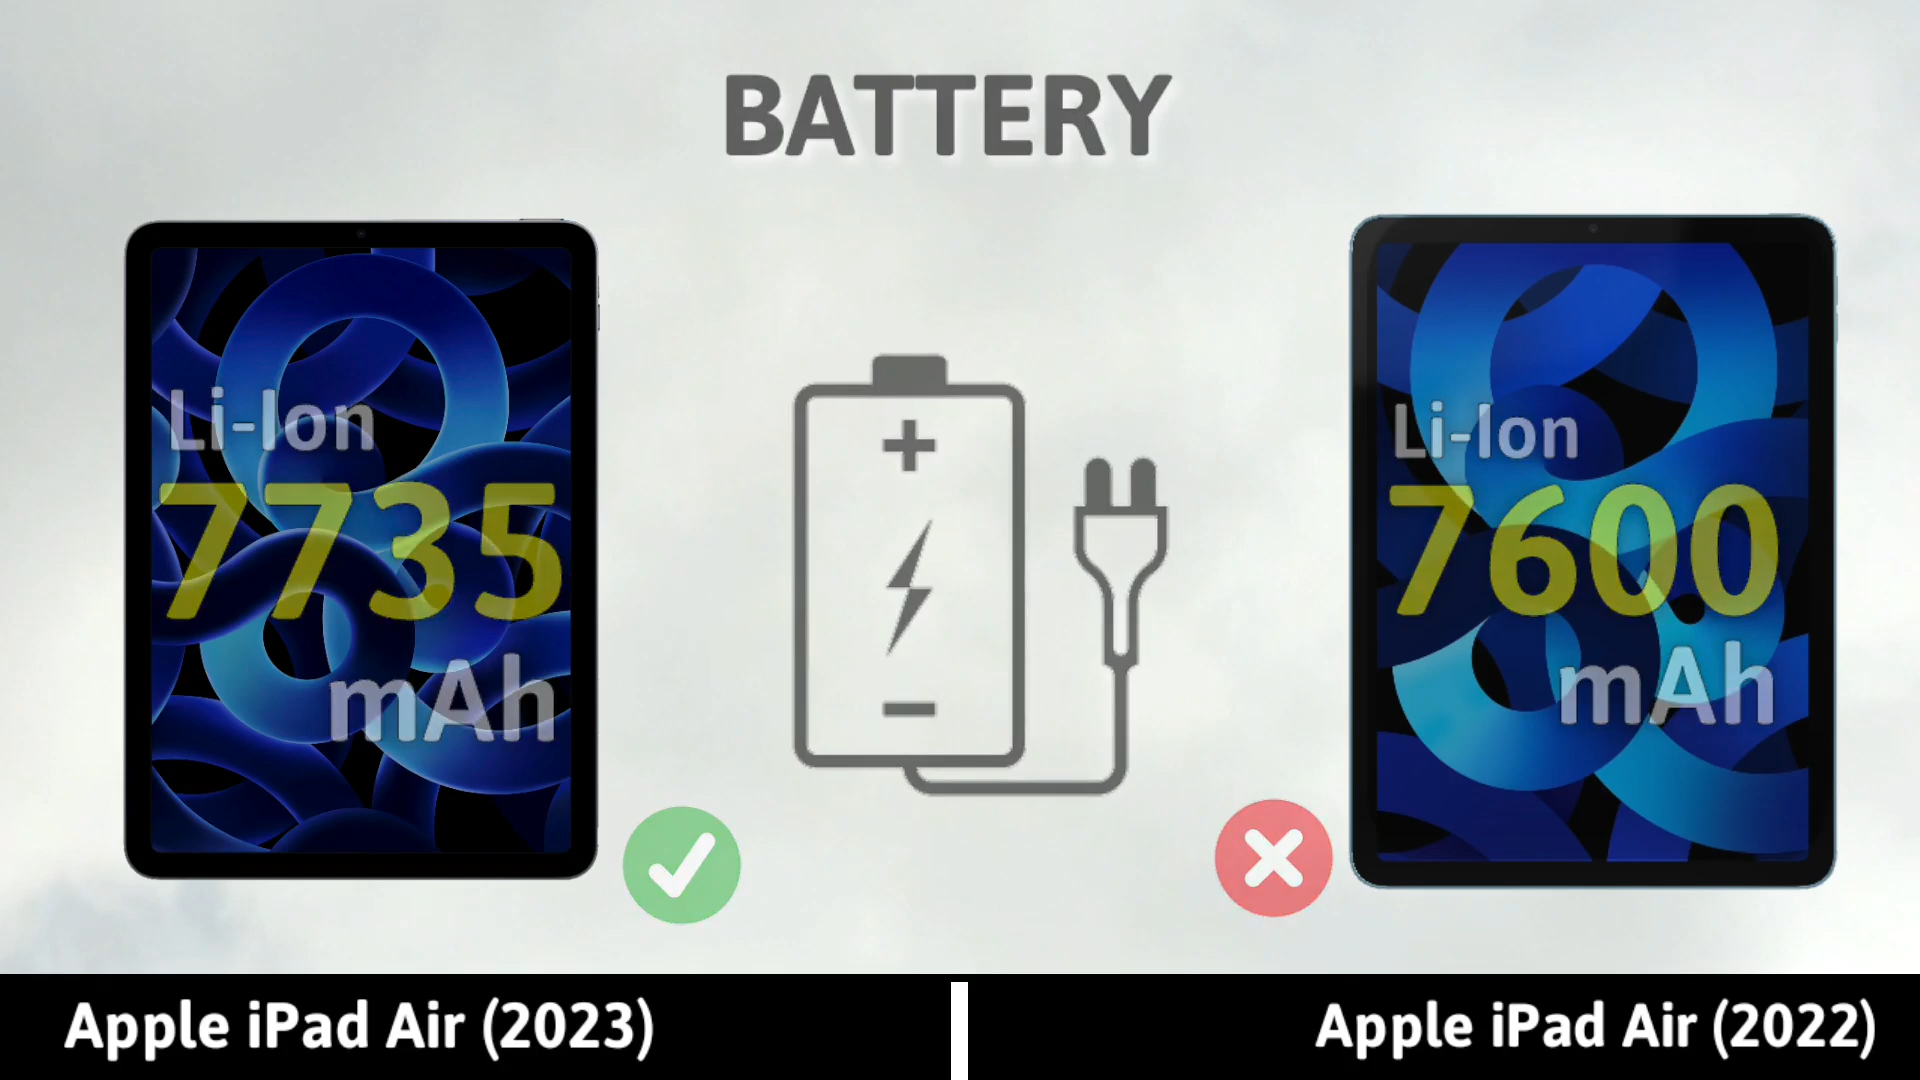 BATTERY
Li-Ion
7735
mAh
Li-Ion
7600
mAh
Apple iPad Air (2023)
Apple iPad Air (2022)